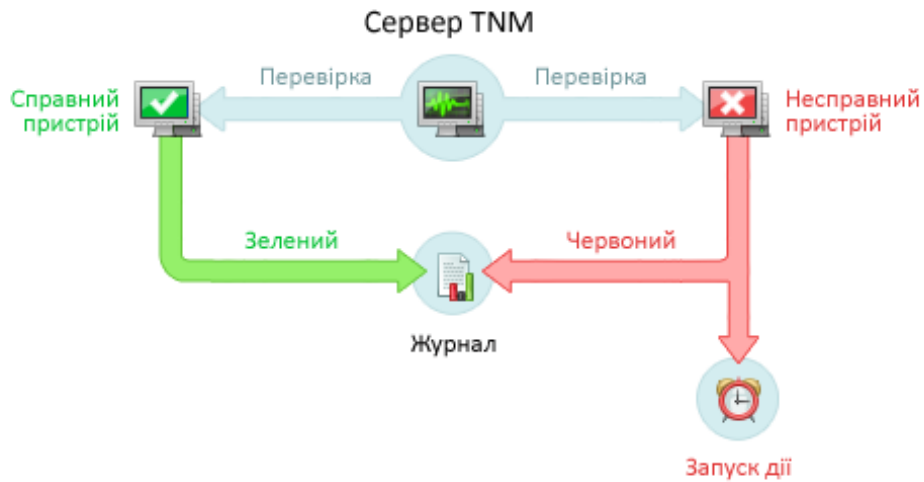 Сервер TNM
Перевірка
Перевірка
Справний
пристрій
Несправний
пристрій
Зелений
Червоний
Журнал
Запуск дії